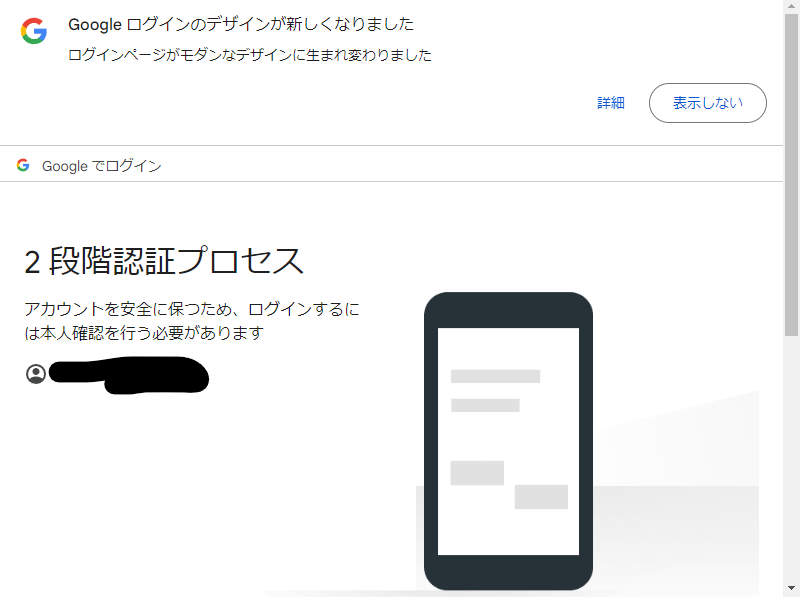 Google ログインのデザインが新しくなりました
ログインページがモダンなデザインに生まれ変わりました
詳細
表示しない
Google でログイン
2 段階認証プロセス
アカウントを安全に保つため、ログインするに
は本人確認を行う必要があります